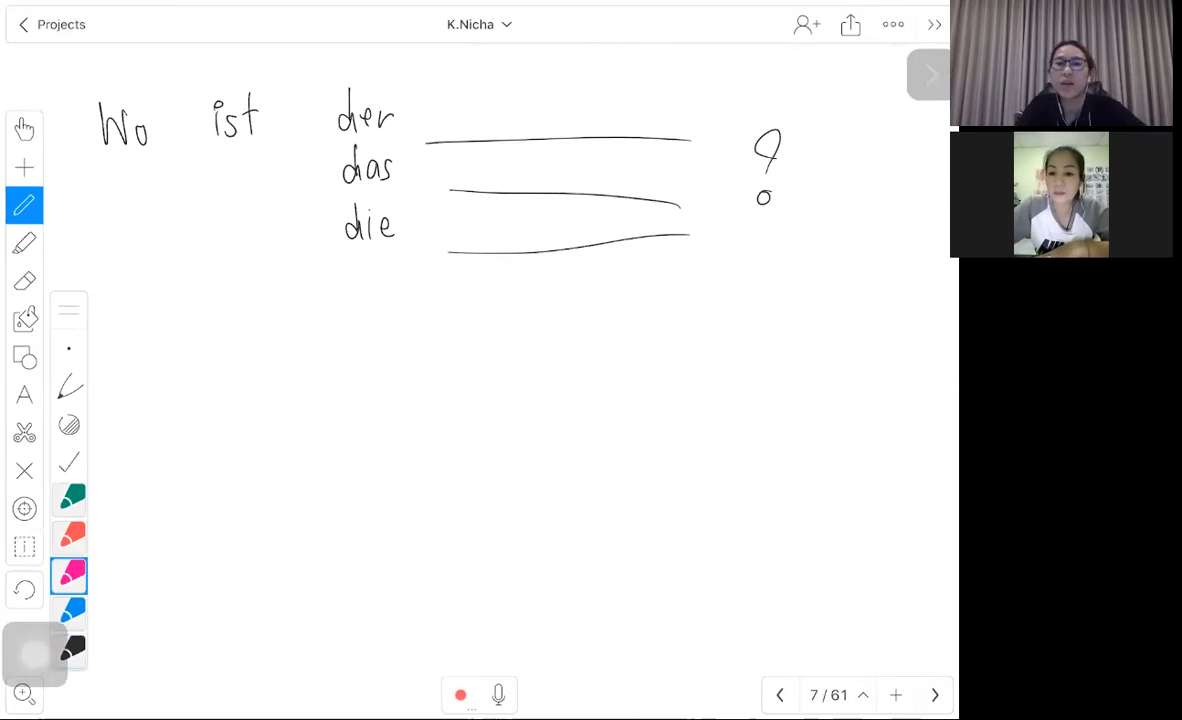 Projects
K.Nicha
Wo ist der ?
das
die
A
7 / 61